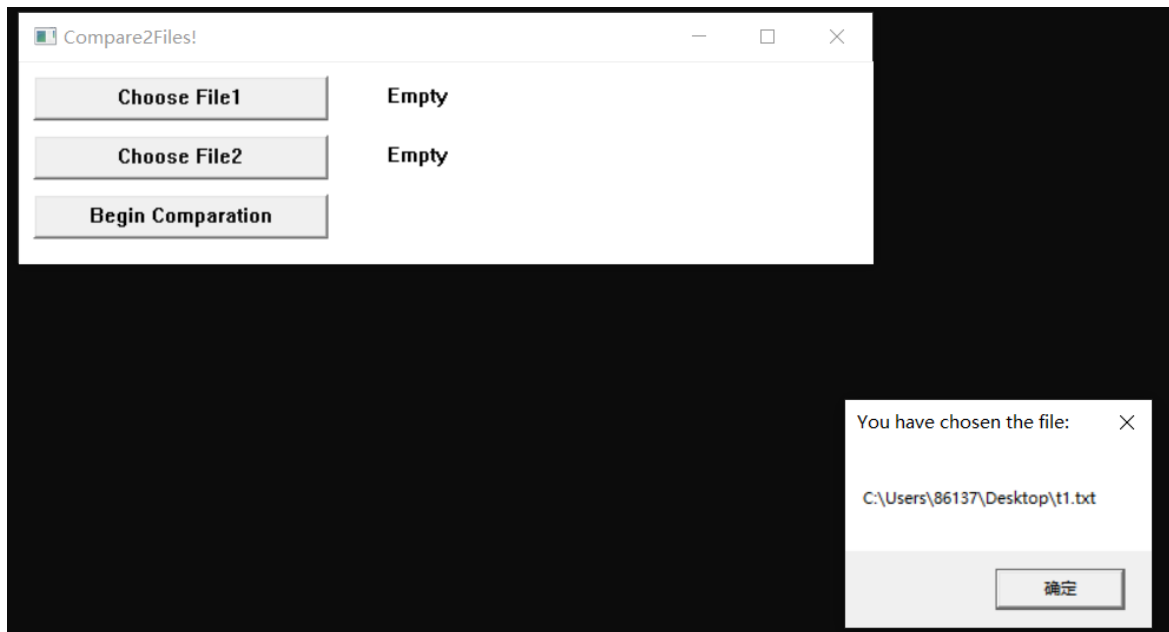 Compare2Files!
Choose File1
Empty
Choose File2
Empty
Begin Comparation
You have chosen the file:
C:\Users\86137\Desktop\t1.txt
确定